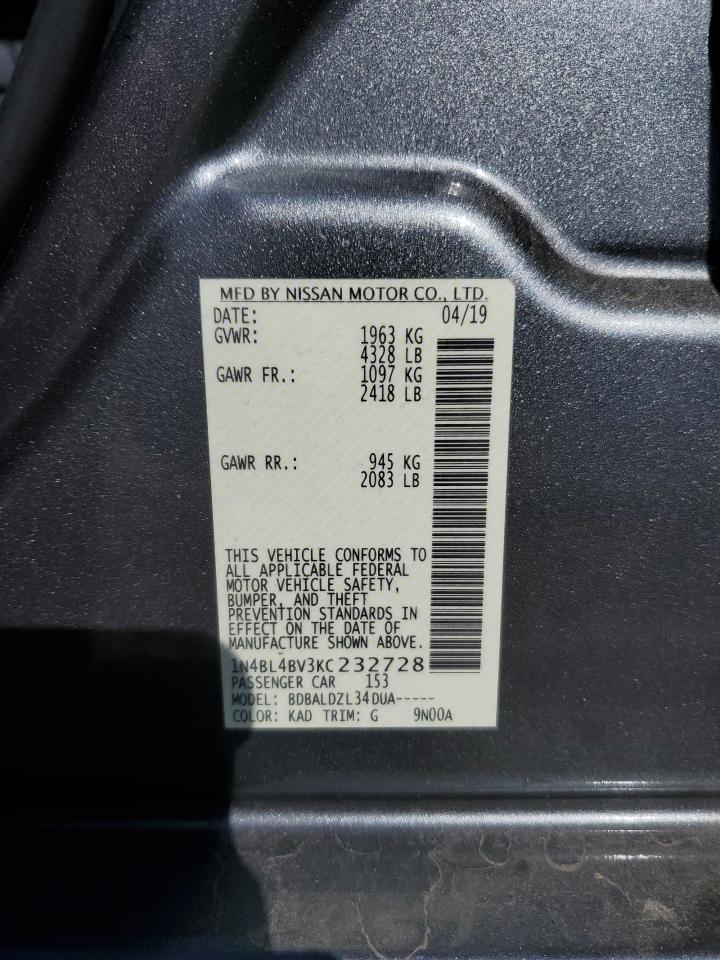 MFD BY NISSAN MOTOR CO., LTD.
DATE: 04/19
GVWR: 1963 KG
4328 LB
GAWR FR.: 1097 KG
2418 LB
GAWR RR.: 945 KG
2083 LB
THIS VEHICLE CONFORMS TO
ALL APPLICABLE FEDERAL
MOTOR VEHICLE SAFETY,
BUMPER, AND THEFT
PREVENTION STANDARDS IN
EFFECT ON THE DATE OF
MANUFACTURE SHOWN ABOVE.
1N4BL4BV3KC232728
PASSENGER CAR 153
MODEL: BDBALDZL34DUA-----
COLOR: KAD TRIM: G 9N00A